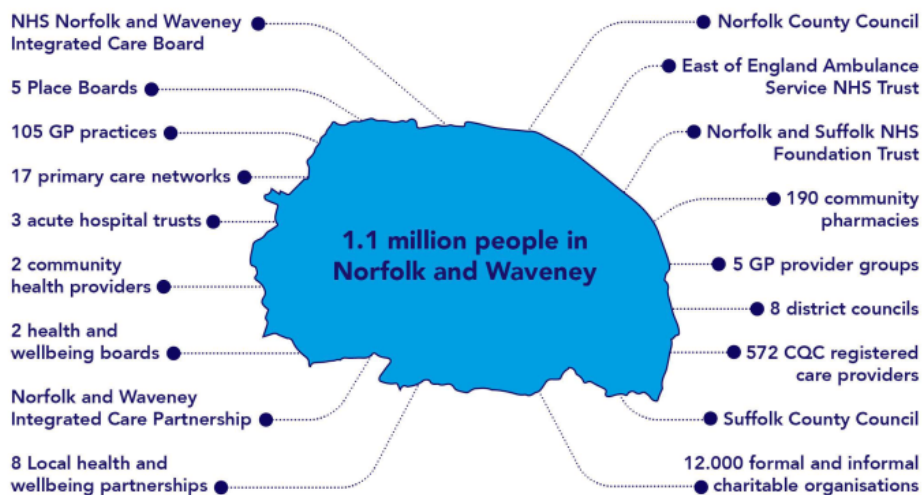 NHS Norfolk and Waveney
Integrated Care Board
5 Place Boards
105 GP practices
17 primary care networks
3 acute hospital trusts
2 community
health providers
2 health and
wellbeing boards
Norfolk and Waveney
Integrated Care Partnership
8 Local health and
wellbeing partnerships
1.1 million people in
Norfolk and Waveney
Norfolk County Council
East of England Ambulance
Service NHS Trust
Norfolk and Suffolk NHS
Foundation Trust
190 community
pharmacies
5 GP provider groups
8 district councils
572 CQC registered
care providers
Suffolk County Council
12.000 formal and informal
charitable organisations